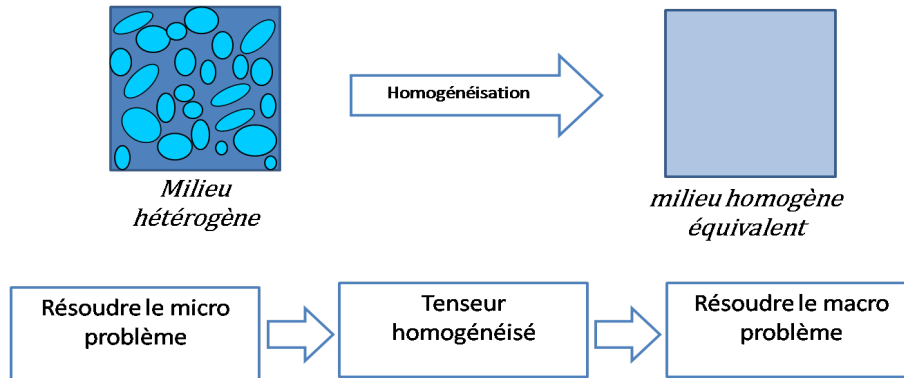 Homogénéisation
Milieu
hétérogène
milieu homogène
équivalent
Résoudre le micro
problème
Tenseur
homogénéisé
Résoudre le macro
problème